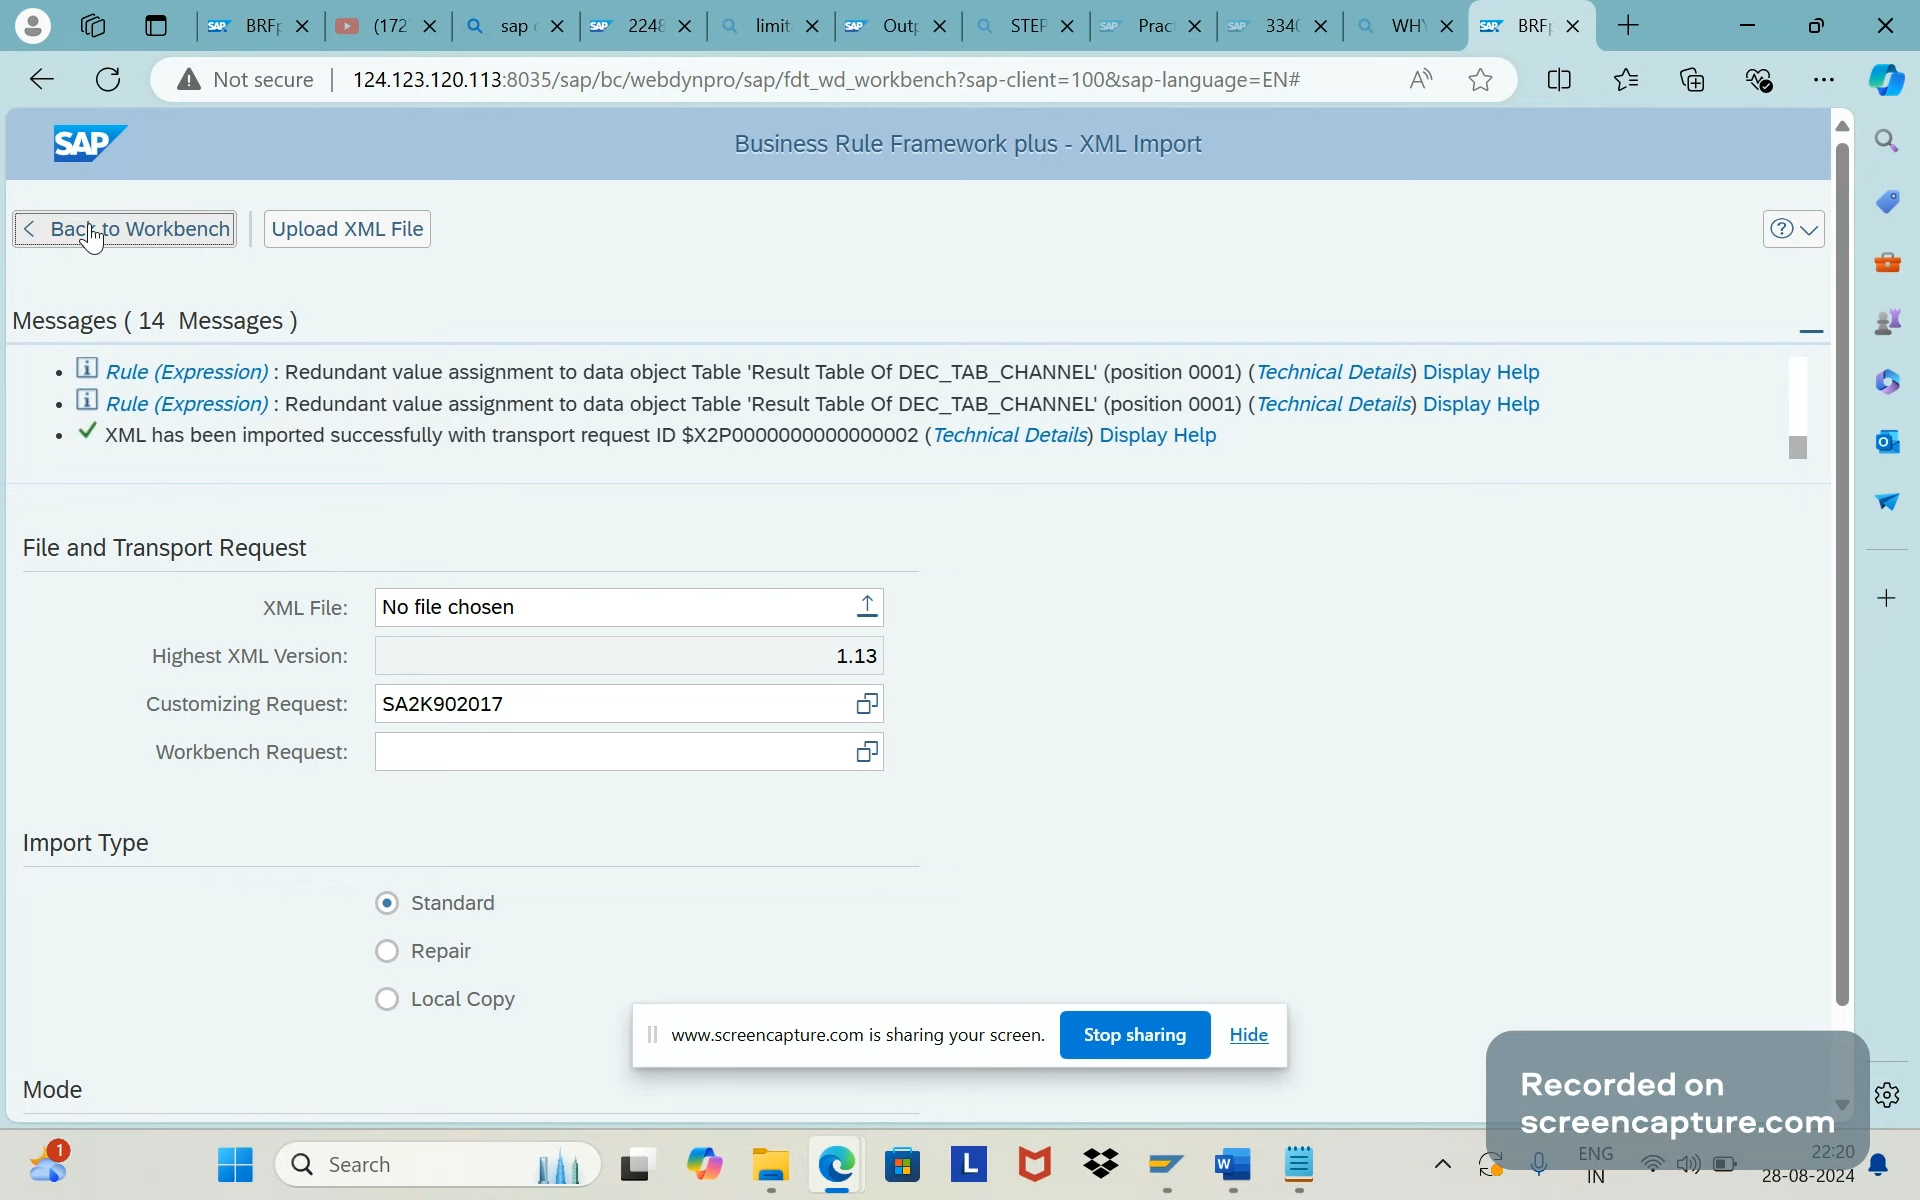 BRFp
(172
sap
2248
limit
Outp
STEP
Prac
3340
WHY
BRFp
Not secure
124.123.120.113:8035/sap/bc/webdynpro/sap/fdt_wd_workbench?sap-client=100&sap-language=EN#
SAP
Business Rule Framework plus - XML Import
Back to Workbench
Upload XML File
Messages ( 14 Messages )
Rule (Expression) : Redundant value assignment to data object Table 'Result Table Of DEC_TAB_CHANNEL' (position 0001) (Technical Details) Display Help
Rule (Expression) : Redundant value assignment to data object Table 'Result Table Of DEC_TAB_CHANNEL' (position 0001) (Technical Details) Display Help
XML has been imported successfully with transport request ID $X2P0000000000000002 (Technical Details) Display Help
File and Transport Request
XML File: No file chosen
Highest XML Version: 1.13
Customizing Request: SA2K902017
Workbench Request:
Import Type
Standard
Repair
Local Copy
www.screencapture.com is sharing your screen. Stop sharing Hide
Mode
Recorded on
screencapture.com
1
Search
ENG
IN
22:20
28-08-2024